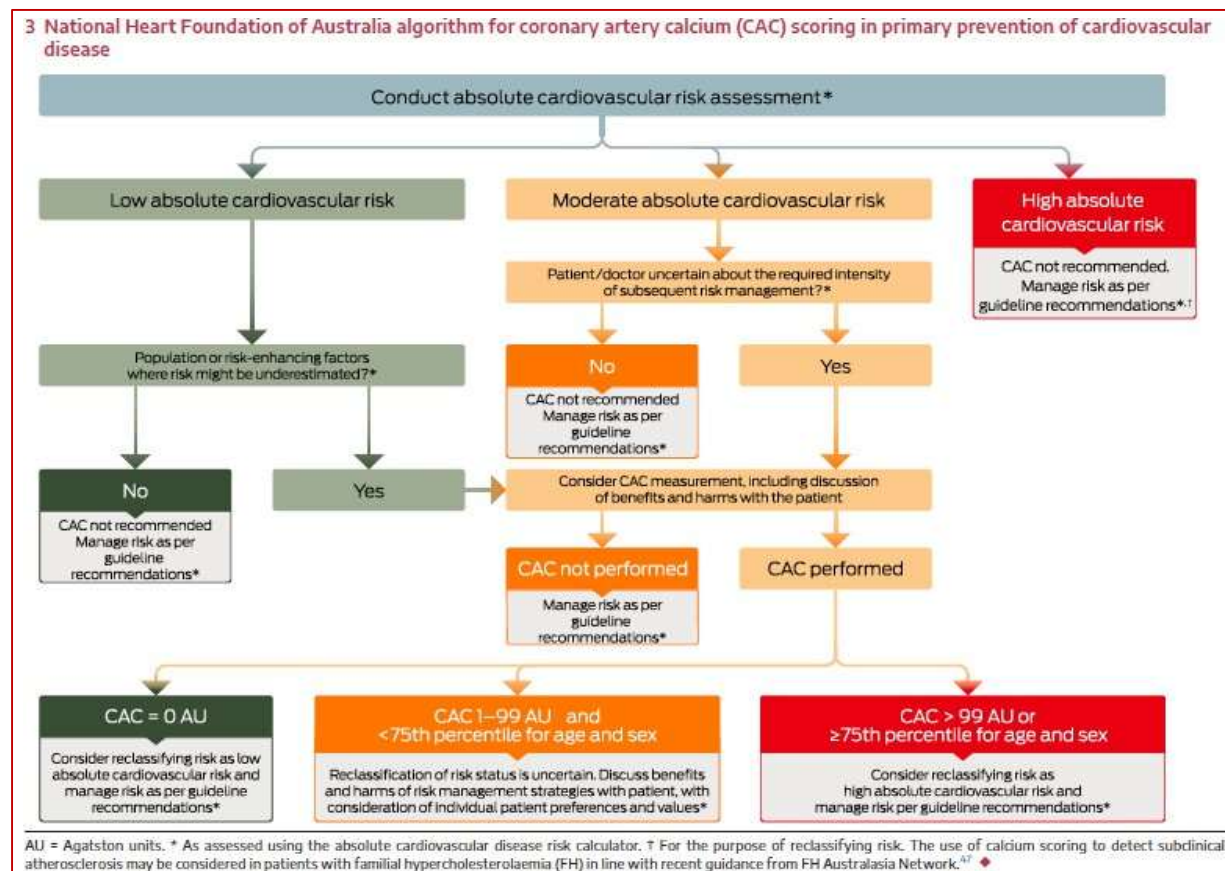 3 National Heart Foundation of Australia algorithm for coronary artery calcium (CAC) scoring in primary prevention of cardiovascular
disease
Conduct absolute cardiovascular risk assessment*
Low absolute cardiovascular risk
Moderate absolute cardiovascular risk
High absolute
cardiovascular risk
CAC not recommended.
Manage risk as per
guideline recommendations*,†
Patient/doctor uncertain about the required intensity
of subsequent risk management?*
Population or risk-enhancing factors
where risk might be underestimated?*
No
CAC not recommended
Manage risk as per
guideline
recommendations*
Yes
No
CAC not recommended
Manage risk as per
guideline
recommendations*
Yes
Consider CAC measurement, including discussion
of benefits and harms with the patient
CAC not performed
Manage risk as per
guideline
recommendations*
CAC performed
CAC = 0 AU
Consider reclassifying risk as low
absolute cardiovascular risk and
manage risk as per guideline
recommendations*
CAC 1–99 AU and
<75th percentile for age and sex
Reclassification of risk status is uncertain. Discuss benefits
and harms of risk management strategies with patient, with
consideration of individual patient preferences and values*
CAC > 99 AU or
≥75th percentile for age and sex
Consider reclassifying risk as
high absolute cardiovascular risk and
manage risk per guideline recommendations*
AU = Agatston units. * As assessed using the absolute cardiovascular disease risk calculator. † For the purpose of reclassifying risk. The use of calcium scoring to detect subclinical
atherosclerosis may be considered in patients with familial hypercholesterolaemia (FH) in line with recent guidance from FH Australasia Network.47 ◆